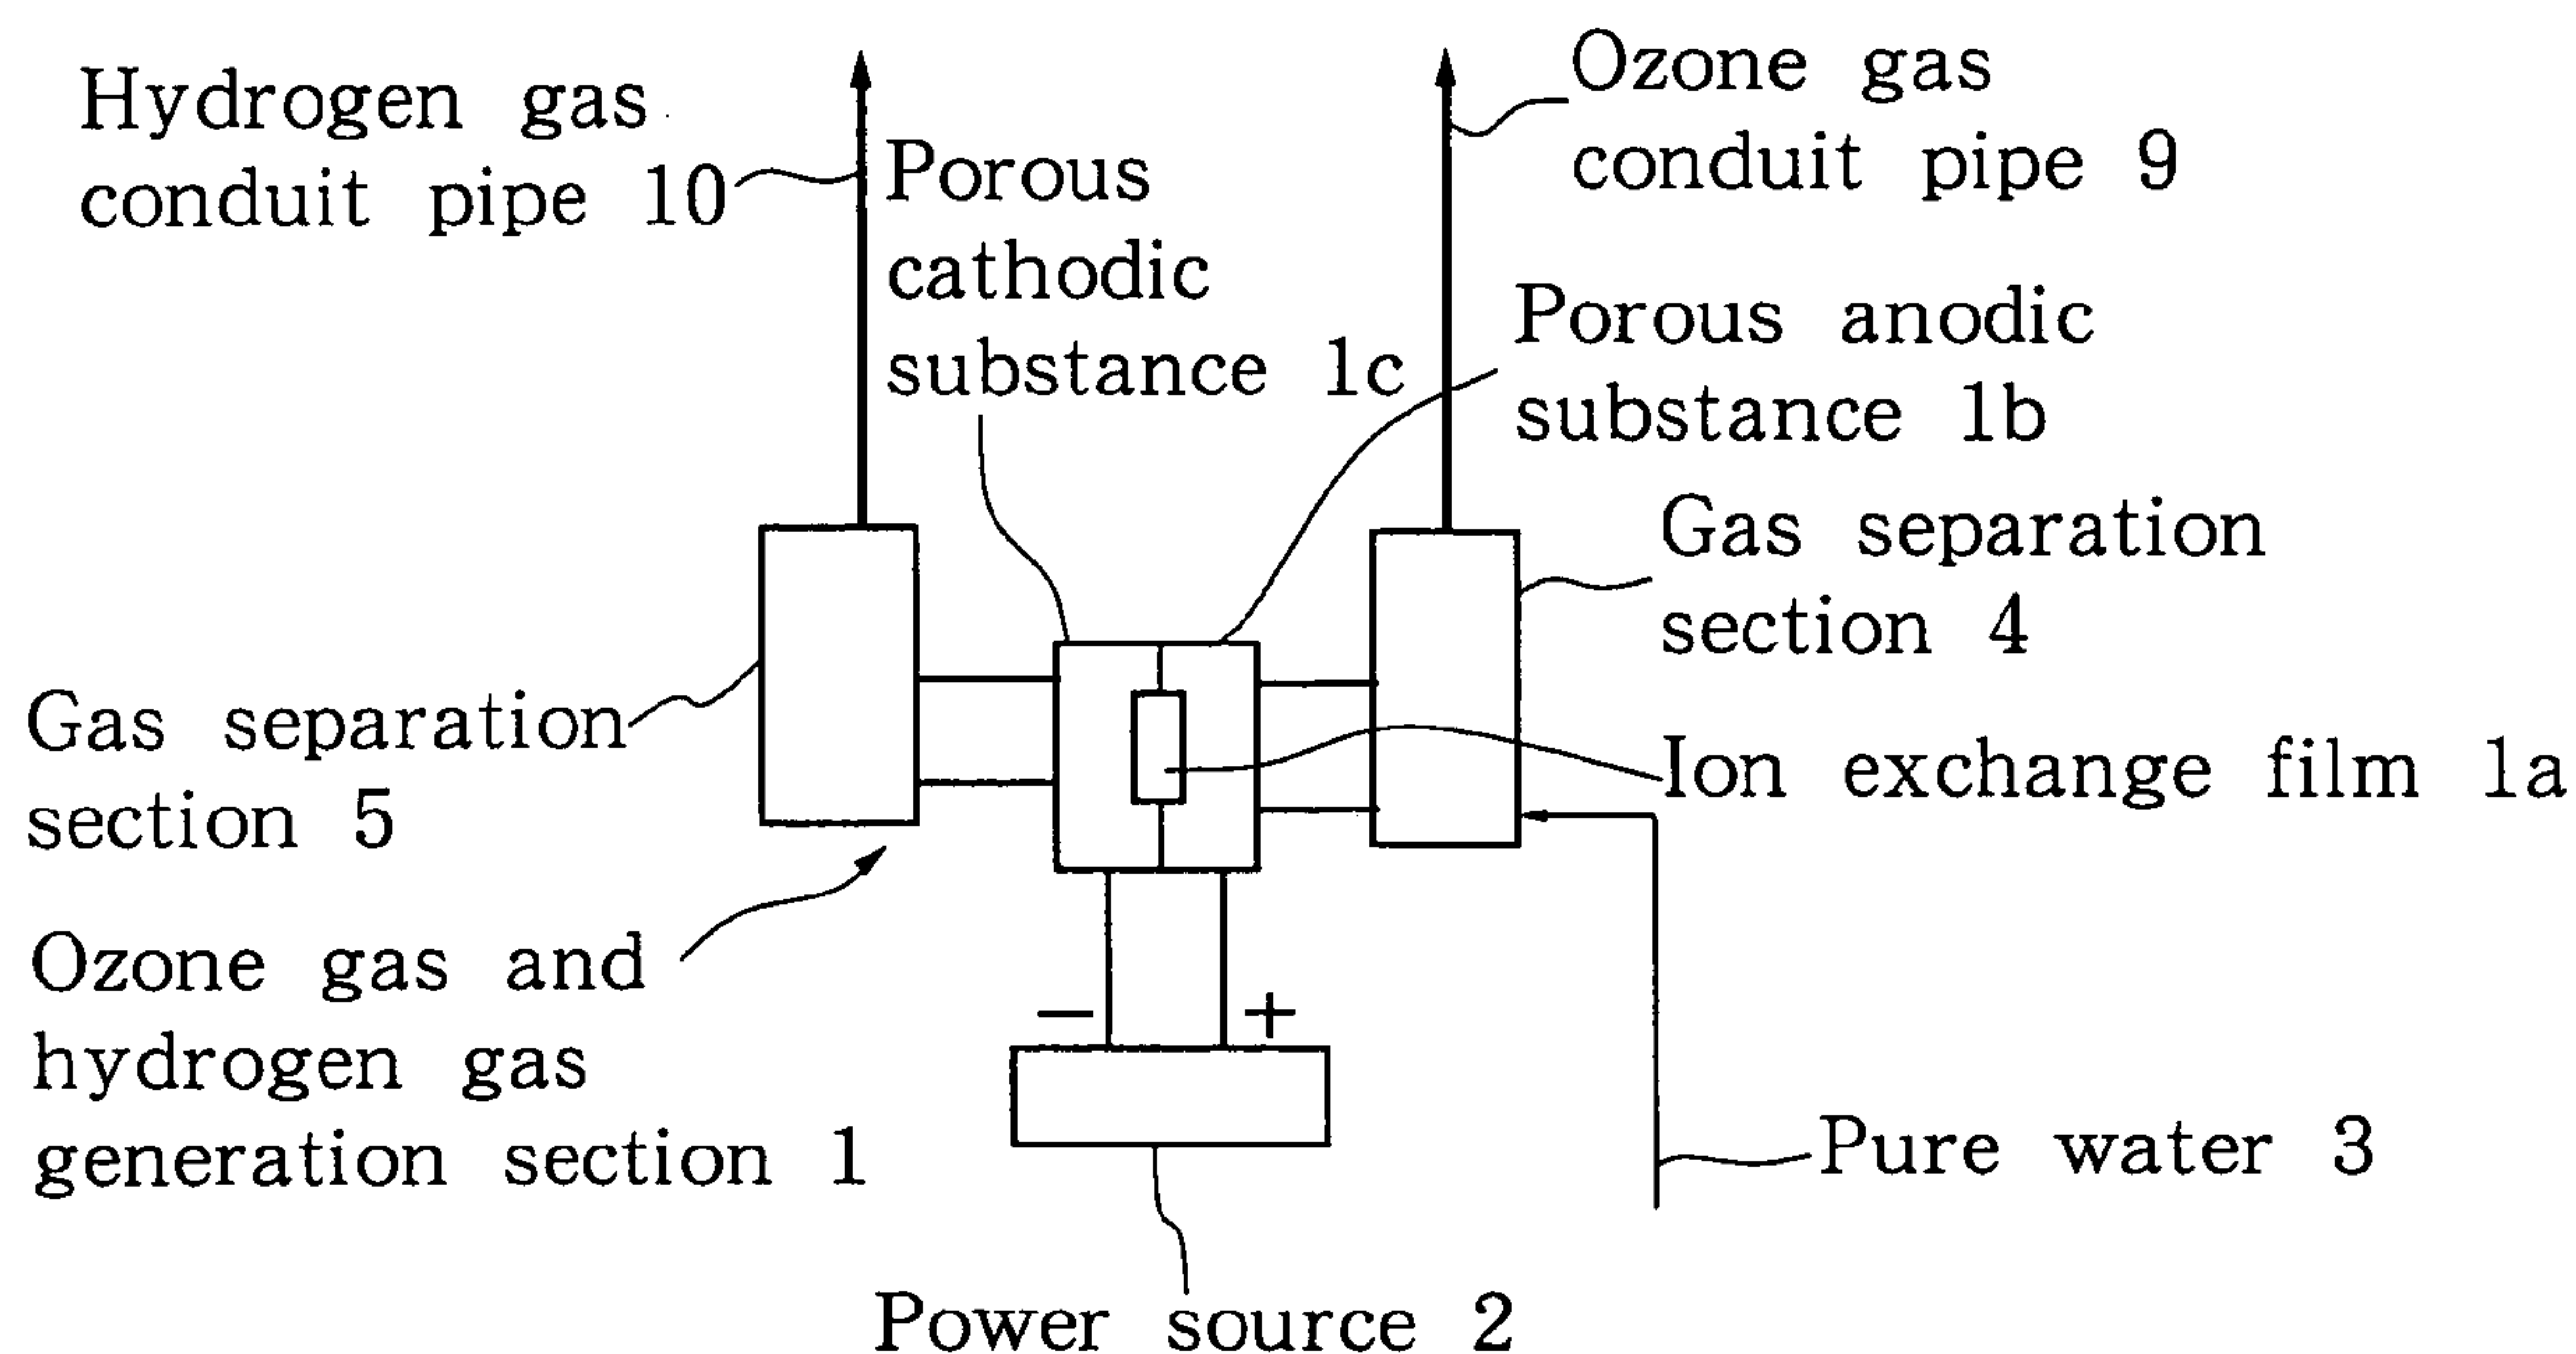 Hydrogen gas
conduit pipe 10
Porous
cathodic
substance 1c
Ozone gas
conduit pipe 9
Porous anodic
substance 1b
Gas separation
section 4
Gas separation
section 5
Ion exchange film 1a
Ozone gas and
hydrogen gas
generation section 1
− +
Pure water 3
Power source 2